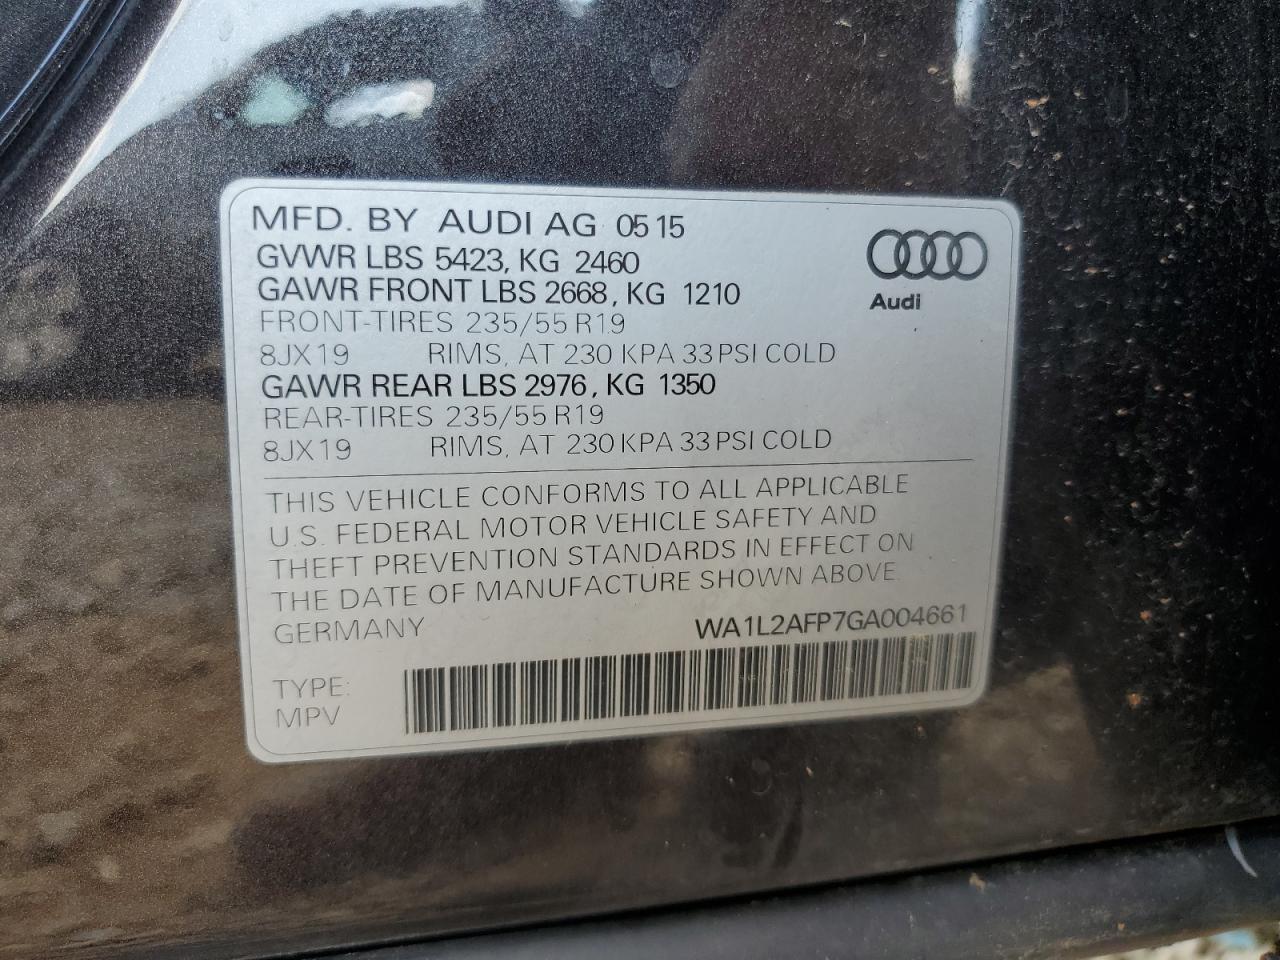 MFD. BY AUDI AG 05 15
GVWR LBS 5423, KG 2460
GAWR FRONT LBS 2668, KG 1210
FRONT-TIRES 235/55 R19
8JX19 RIMS, AT 230 KPA 33 PSI COLD
GAWR REAR LBS 2976, KG 1350
REAR-TIRES 235/55 R19
8JX19 RIMS, AT 230 KPA 33 PSI COLD
Audi
THIS VEHICLE CONFORMS TO ALL APPLICABLE
U.S. FEDERAL MOTOR VEHICLE SAFETY AND
THEFT PREVENTION STANDARDS IN EFFECT ON
THE DATE OF MANUFACTURE SHOWN ABOVE
GERMANY WA1L2AFP7GA004661
TYPE:
MPV